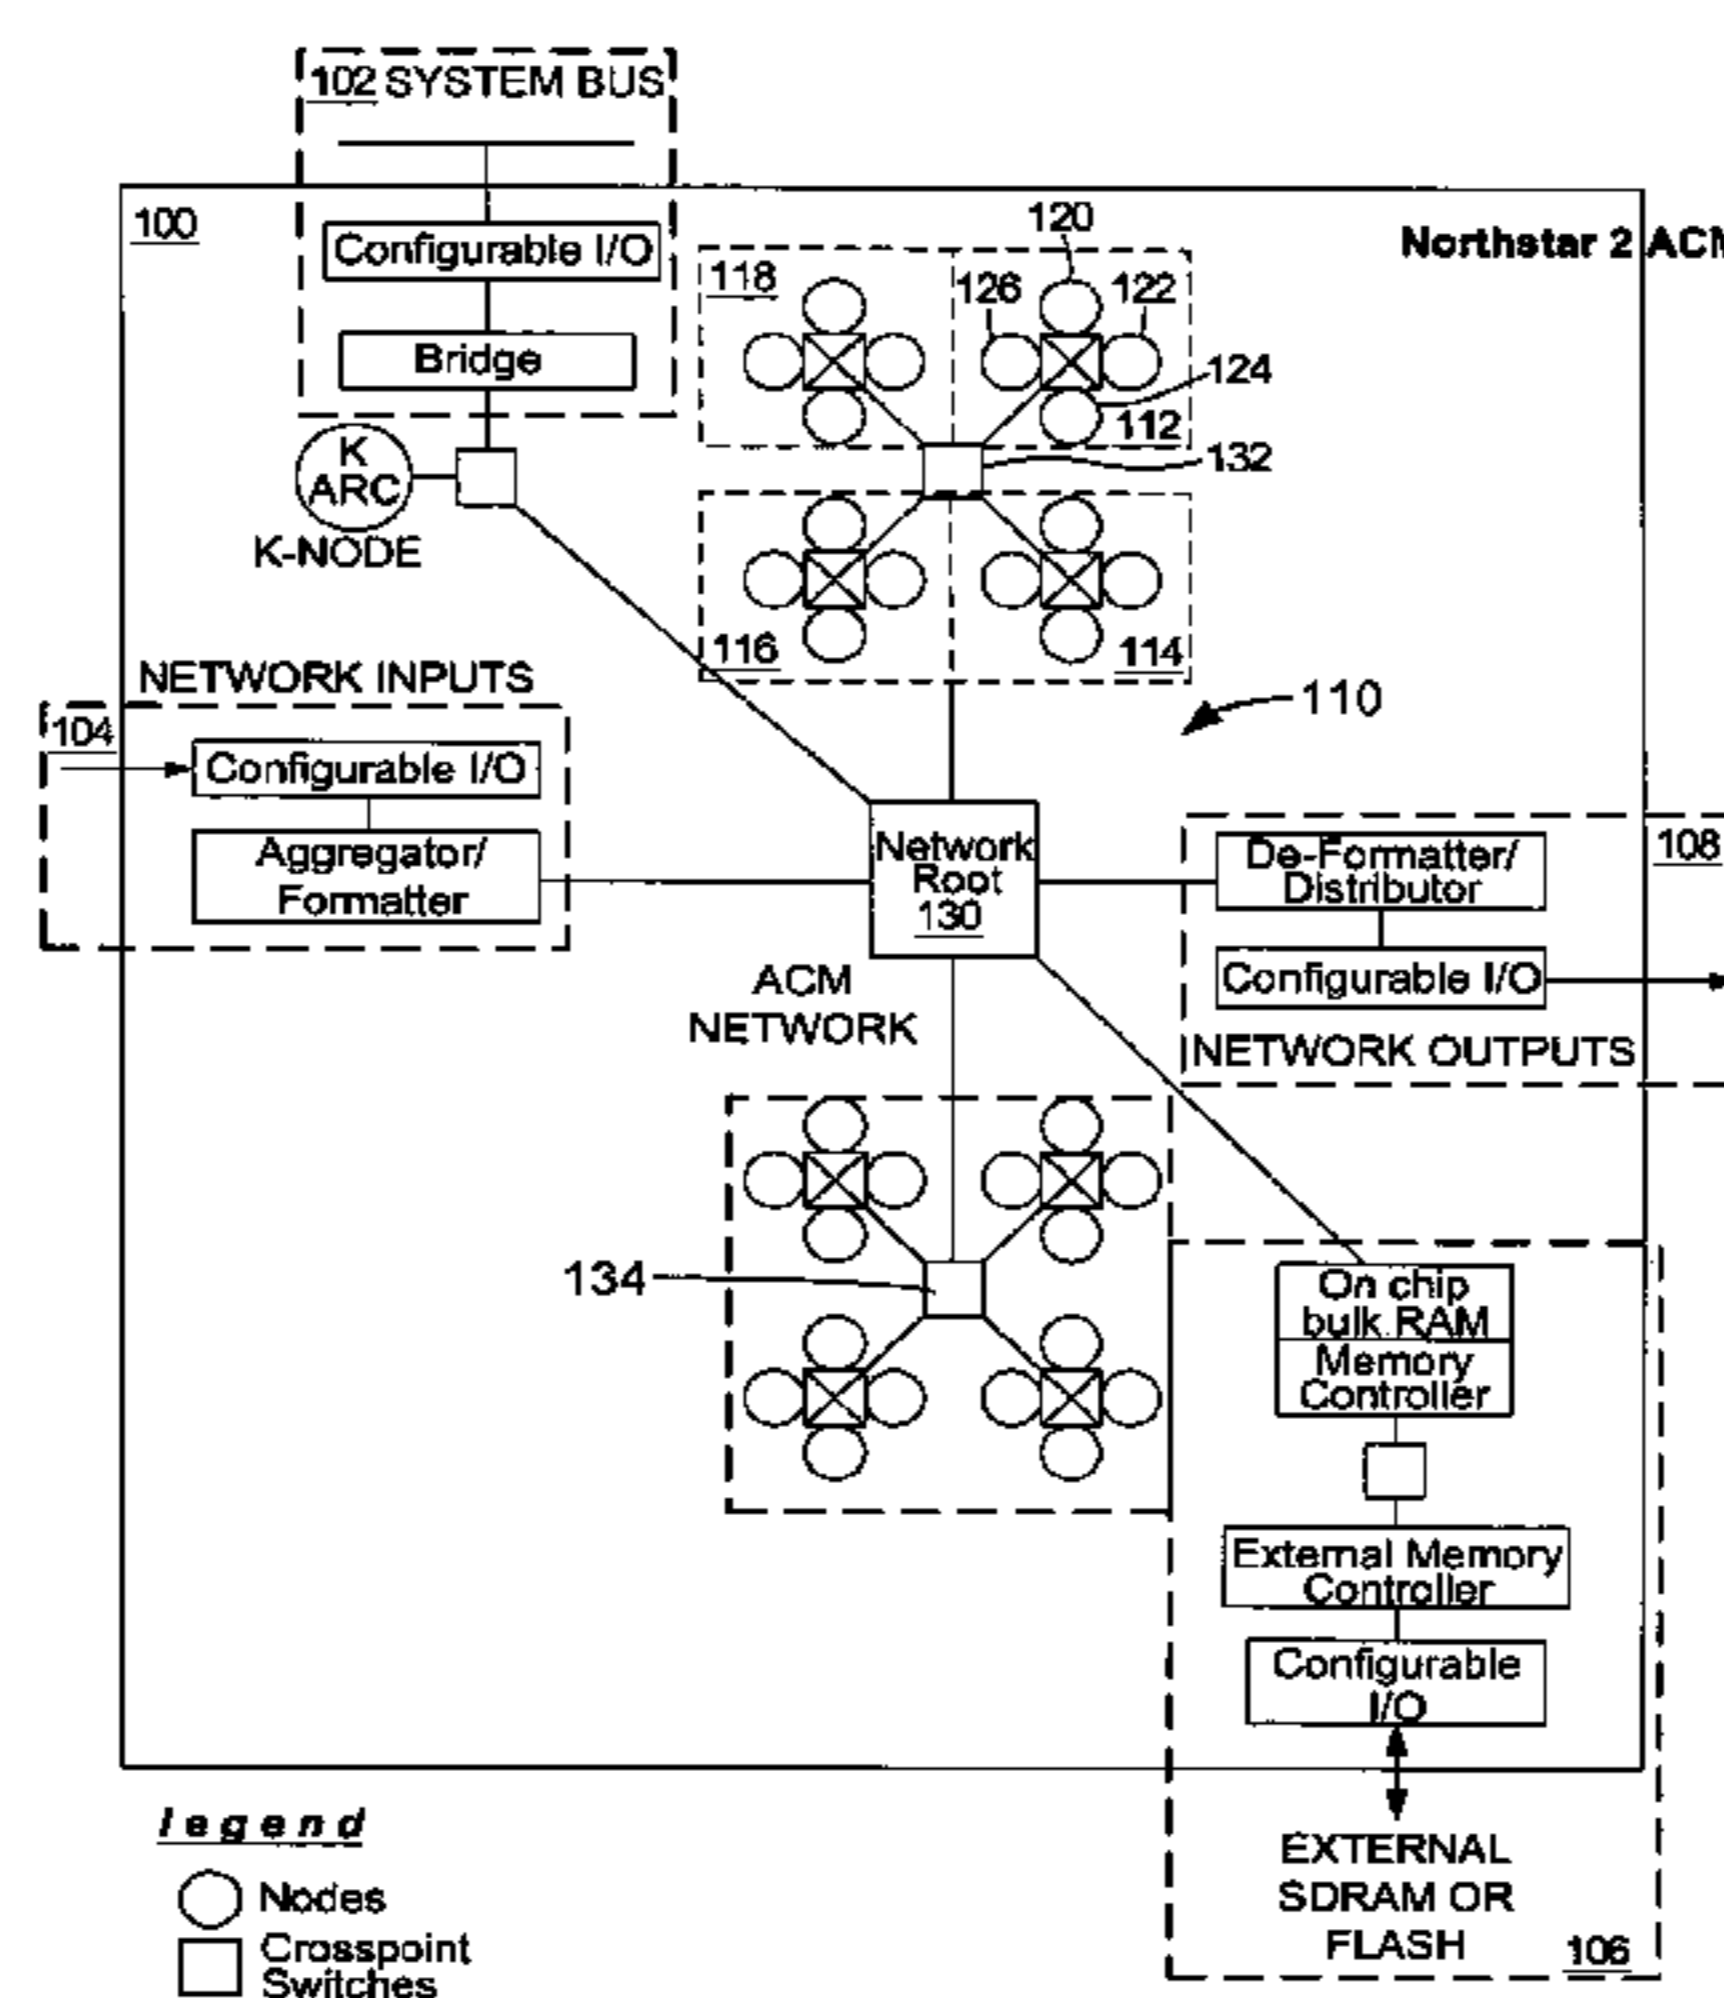 102 SYSTEM BUS
100
Configurable I/O
Bridge
K
ARC
K-NODE
Northstar 2 ACM
120
118
126
122
124
112
132
116
114
110
NETWORK INPUTS
104
Configurable I/O
Aggregator/
Formatter
Network
Root
130
108
De-Formatter/
Distributor
Configurable I/O
NETWORK OUTPUTS
ACM
NETWORK
134
On chip
bulk RAM
Memory
Controller
External Memory
Controller
Configurable
I/O
EXTERNAL
SDRAM OR
FLASH
106
legend
Nodes
Crosspoint
Switches